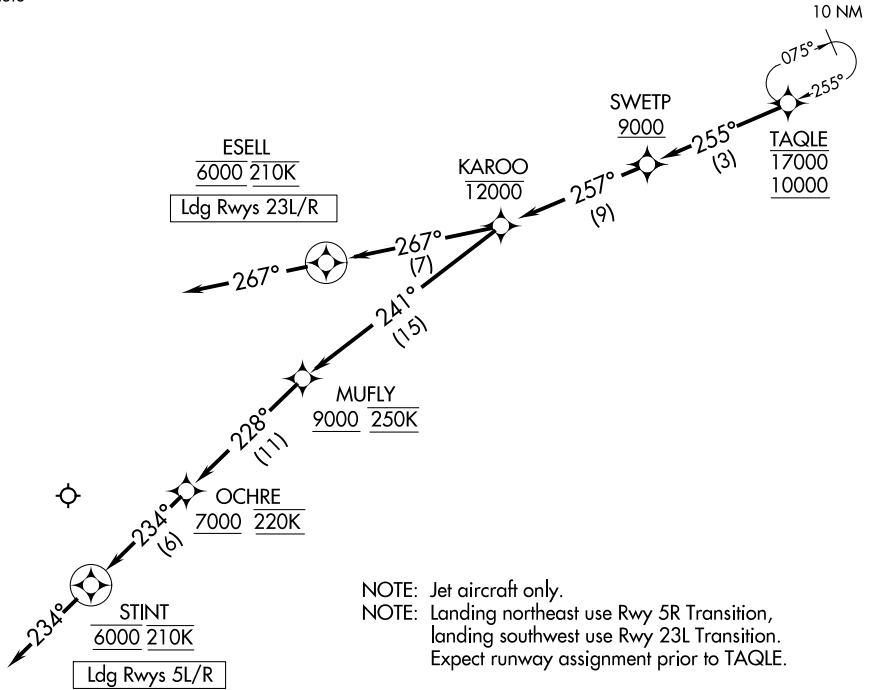 10 NM
075°
255°
SWETP
9000
255°
(3)
TAQLE
17000
10000
ESELL
6000 210K
Ldg Rwys 23L/R
KAROO
12000
257°
(9)
267°
(7)
267°
241°
(15)
MUFLY
9000 250K
228°
(11)
OCHRE
7000 220K
234°
(6)
STINT
6000 210K
Ldg Rwys 5L/R
234°
NOTE: Jet aircraft only.
NOTE: Landing northeast use Rwy 5R Transition,
landing southwest use Rwy 23L Transition.
Expect runway assignment prior to TAQLE.